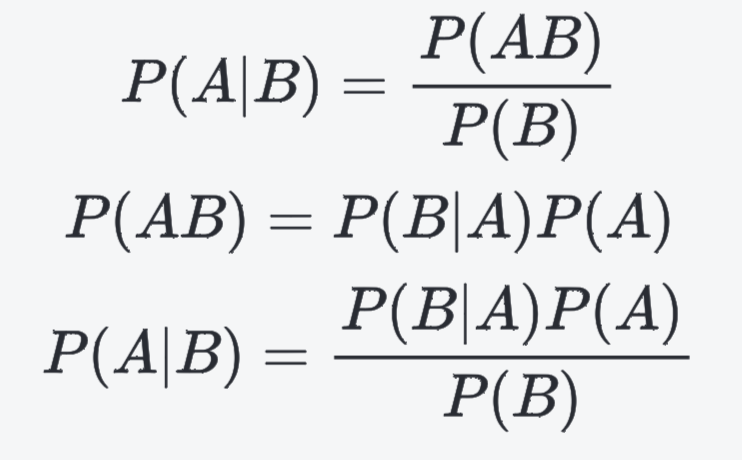 P(A|B) = P(AB) / P(B)
P(AB) = P(B|A)P(A)
P(A|B) = P(B|A)P(A) / P(B)